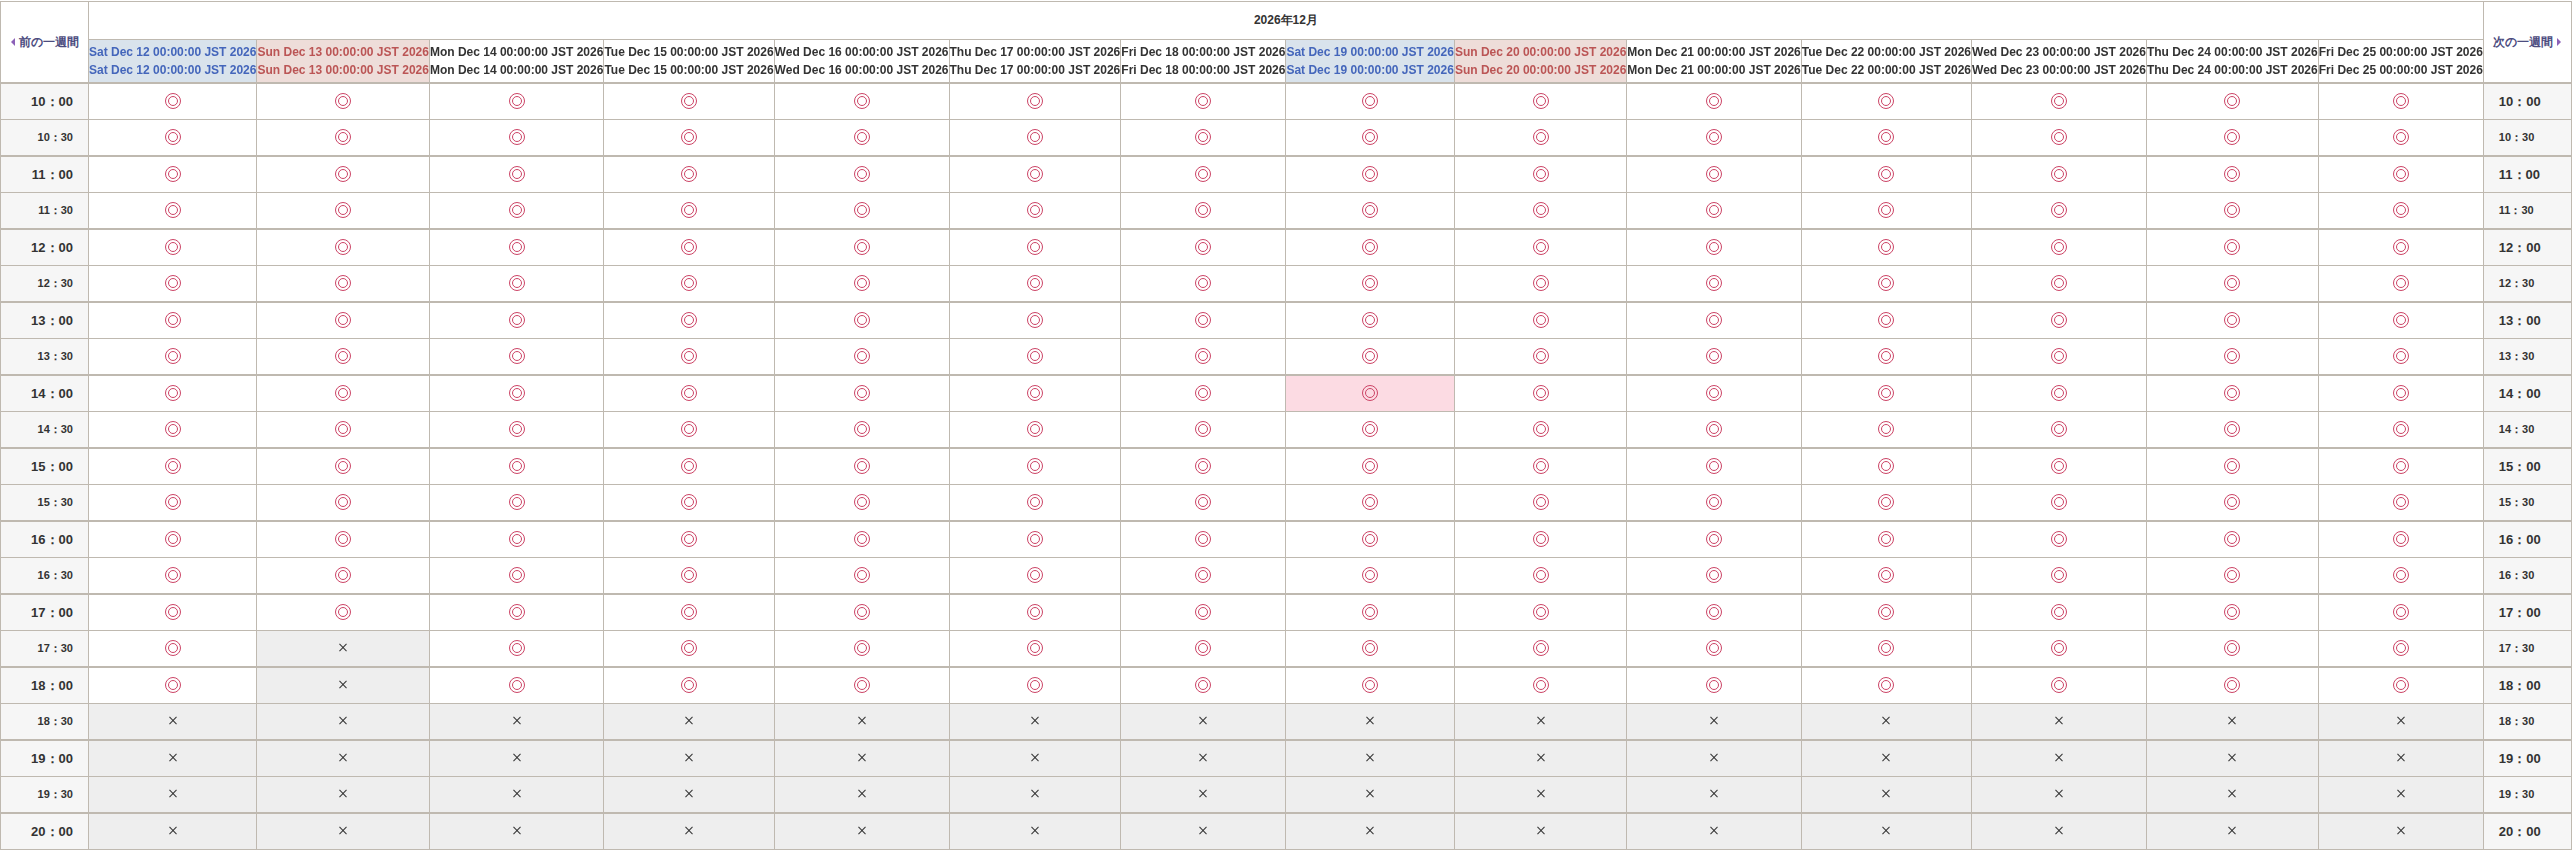 2026年12月
前の一週間
次の一週間
Sat Dec 12 00:00:00 JST 2026 Sun Dec 13 00:00:00 JST 2026 Mon Dec 14 00:00:00 JST 2026 Tue Dec 15 00:00:00 JST 2026 Wed Dec 16 00:00:00 JST 2026 Thu Dec 17 00:00:00 JST 2026 Fri Dec 18 00:00:00 JST 2026 Sat Dec 19 00:00:00 JST 2026 Sun Dec 20 00:00:00 JST 2026 Mon Dec 21 00:00:00 JST 2026 Tue Dec 22 00:00:00 JST 2026 Wed Dec 23 00:00:00 JST 2026 Thu Dec 24 00:00:00 JST 2026 Fri Dec 25 00:00:00 JST 2026
Sat Dec 12 00:00:00 JST 2026 Sun Dec 13 00:00:00 JST 2026 Mon Dec 14 00:00:00 JST 2026 Tue Dec 15 00:00:00 JST 2026 Wed Dec 16 00:00:00 JST 2026 Thu Dec 17 00:00:00 JST 2026 Fri Dec 18 00:00:00 JST 2026 Sat Dec 19 00:00:00 JST 2026 Sun Dec 20 00:00:00 JST 2026 Mon Dec 21 00:00:00 JST 2026 Tue Dec 22 00:00:00 JST 2026 Wed Dec 23 00:00:00 JST 2026 Thu Dec 24 00:00:00 JST 2026 Fri Dec 25 00:00:00 JST 2026
10：00 ◎ ◎ ◎ ◎ ◎ ◎ ◎ ◎ ◎ ◎ ◎ ◎ ◎ ◎ 10：00
10：30 ◎ ◎ ◎ ◎ ◎ ◎ ◎ ◎ ◎ ◎ ◎ ◎ ◎ ◎ 10：30
11：00 ◎ ◎ ◎ ◎ ◎ ◎ ◎ ◎ ◎ ◎ ◎ ◎ ◎ ◎ 11：00
11：30 ◎ ◎ ◎ ◎ ◎ ◎ ◎ ◎ ◎ ◎ ◎ ◎ ◎ ◎ 11：30
12：00 ◎ ◎ ◎ ◎ ◎ ◎ ◎ ◎ ◎ ◎ ◎ ◎ ◎ ◎ 12：00
12：30 ◎ ◎ ◎ ◎ ◎ ◎ ◎ ◎ ◎ ◎ ◎ ◎ ◎ ◎ 12：30
13：00 ◎ ◎ ◎ ◎ ◎ ◎ ◎ ◎ ◎ ◎ ◎ ◎ ◎ ◎ 13：00
13：30 ◎ ◎ ◎ ◎ ◎ ◎ ◎ ◎ ◎ ◎ ◎ ◎ ◎ ◎ 13：30
14：00 ◎ ◎ ◎ ◎ ◎ ◎ ◎ ◎ ◎ ◎ ◎ ◎ ◎ ◎ 14：00
14：30 ◎ ◎ ◎ ◎ ◎ ◎ ◎ ◎ ◎ ◎ ◎ ◎ ◎ ◎ 14：30
15：00 ◎ ◎ ◎ ◎ ◎ ◎ ◎ ◎ ◎ ◎ ◎ ◎ ◎ ◎ 15：00
15：30 ◎ ◎ ◎ ◎ ◎ ◎ ◎ ◎ ◎ ◎ ◎ ◎ ◎ ◎ 15：30
16：00 ◎ ◎ ◎ ◎ ◎ ◎ ◎ ◎ ◎ ◎ ◎ ◎ ◎ ◎ 16：00
16：30 ◎ ◎ ◎ ◎ ◎ ◎ ◎ ◎ ◎ ◎ ◎ ◎ ◎ ◎ 16：30
17：00 ◎ ◎ ◎ ◎ ◎ ◎ ◎ ◎ ◎ ◎ ◎ ◎ ◎ ◎ 17：00
17：30 ◎ × ◎ ◎ ◎ ◎ ◎ ◎ ◎ ◎ ◎ ◎ ◎ ◎ 17：30
18：00 ◎ × ◎ ◎ ◎ ◎ ◎ ◎ ◎ ◎ ◎ ◎ ◎ ◎ 18：00
18：30 × × × × × × × × × × × × × × 18：30
19：00 × × × × × × × × × × × × × × 19：00
19：30 × × × × × × × × × × × × × × 19：30
20：00 × × × × × × × × × × × × × × 20：00